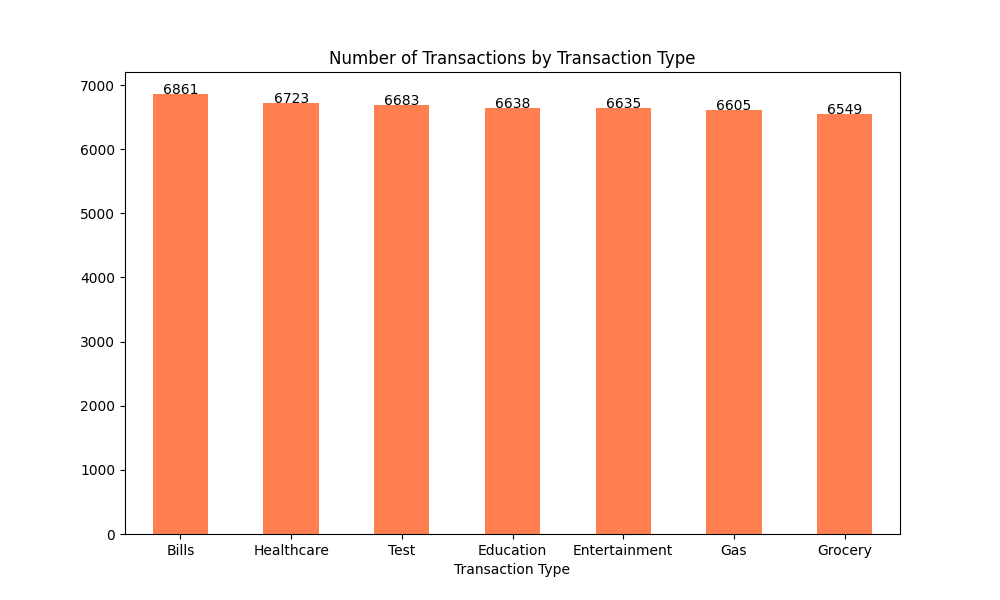 Number of Transactions by Transaction Type
7000
6000
5000
4000
3000
2000
1000
0
6861
6723
6683
6638
6635
6605
6549
Bills
Healthcare
Test
Education
Entertainment
Gas
Grocery
Transaction Type